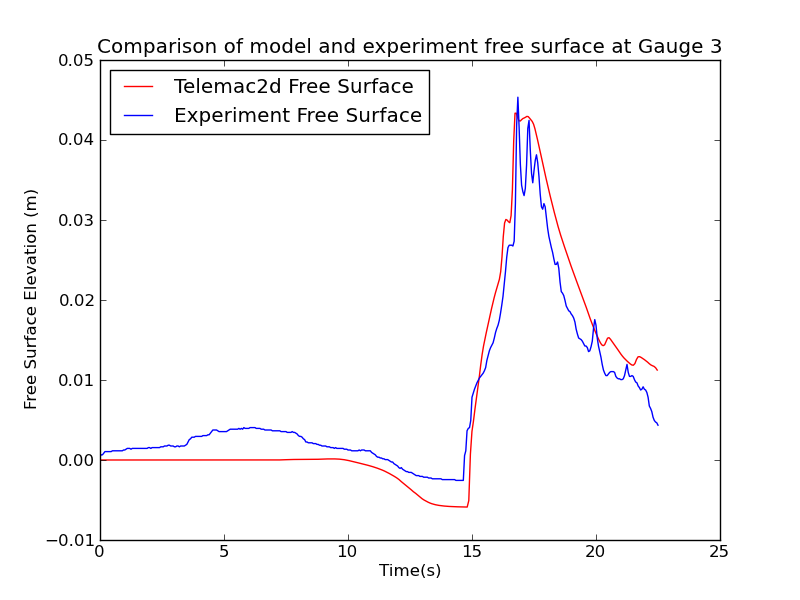 Comparison of model and experiment free surface at Gauge 3
Telemac2d Free Surface
Experiment Free Surface
0.05
0.04
0.03
0.02
0.01
0.00
−0.01
Free Surface Elevation (m)
0 5 10 15 20 25
Time(s)